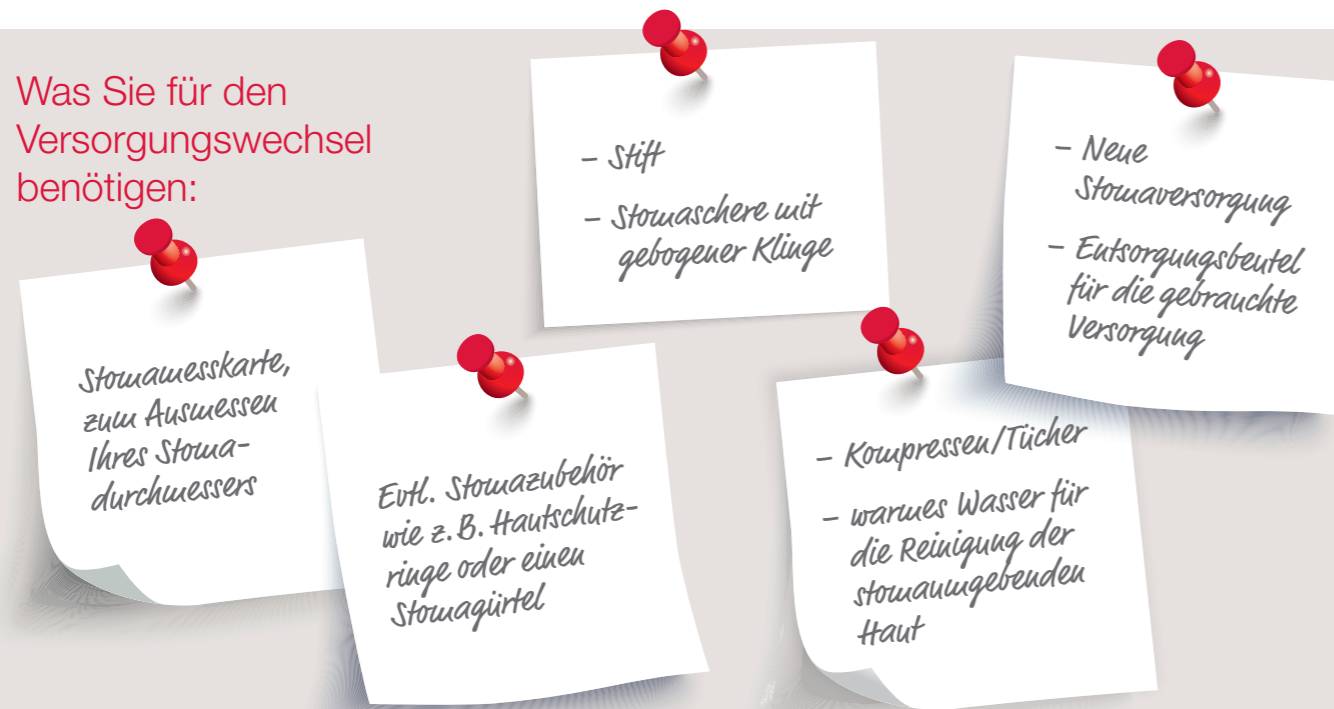 Was Sie für den
Versorgungswechsel
benötigen:
Stomamesskarte,
zum Ausmessen
Ihres Stoma-
durchmessers
Evtl. Stomazubehör
wie z. B. Hautschutz-
ringe oder einen
Stomagürtel
– Stift
– Stomaschere mit
gebogener Klinge
– Kompressen/Tücher
– warmes Wasser für
die Reinigung der
stomaumgebenden
Haut
– Neue
Stomaversorgung
– Entsorgungsbeutel
für die gebrauchte
Versorgung